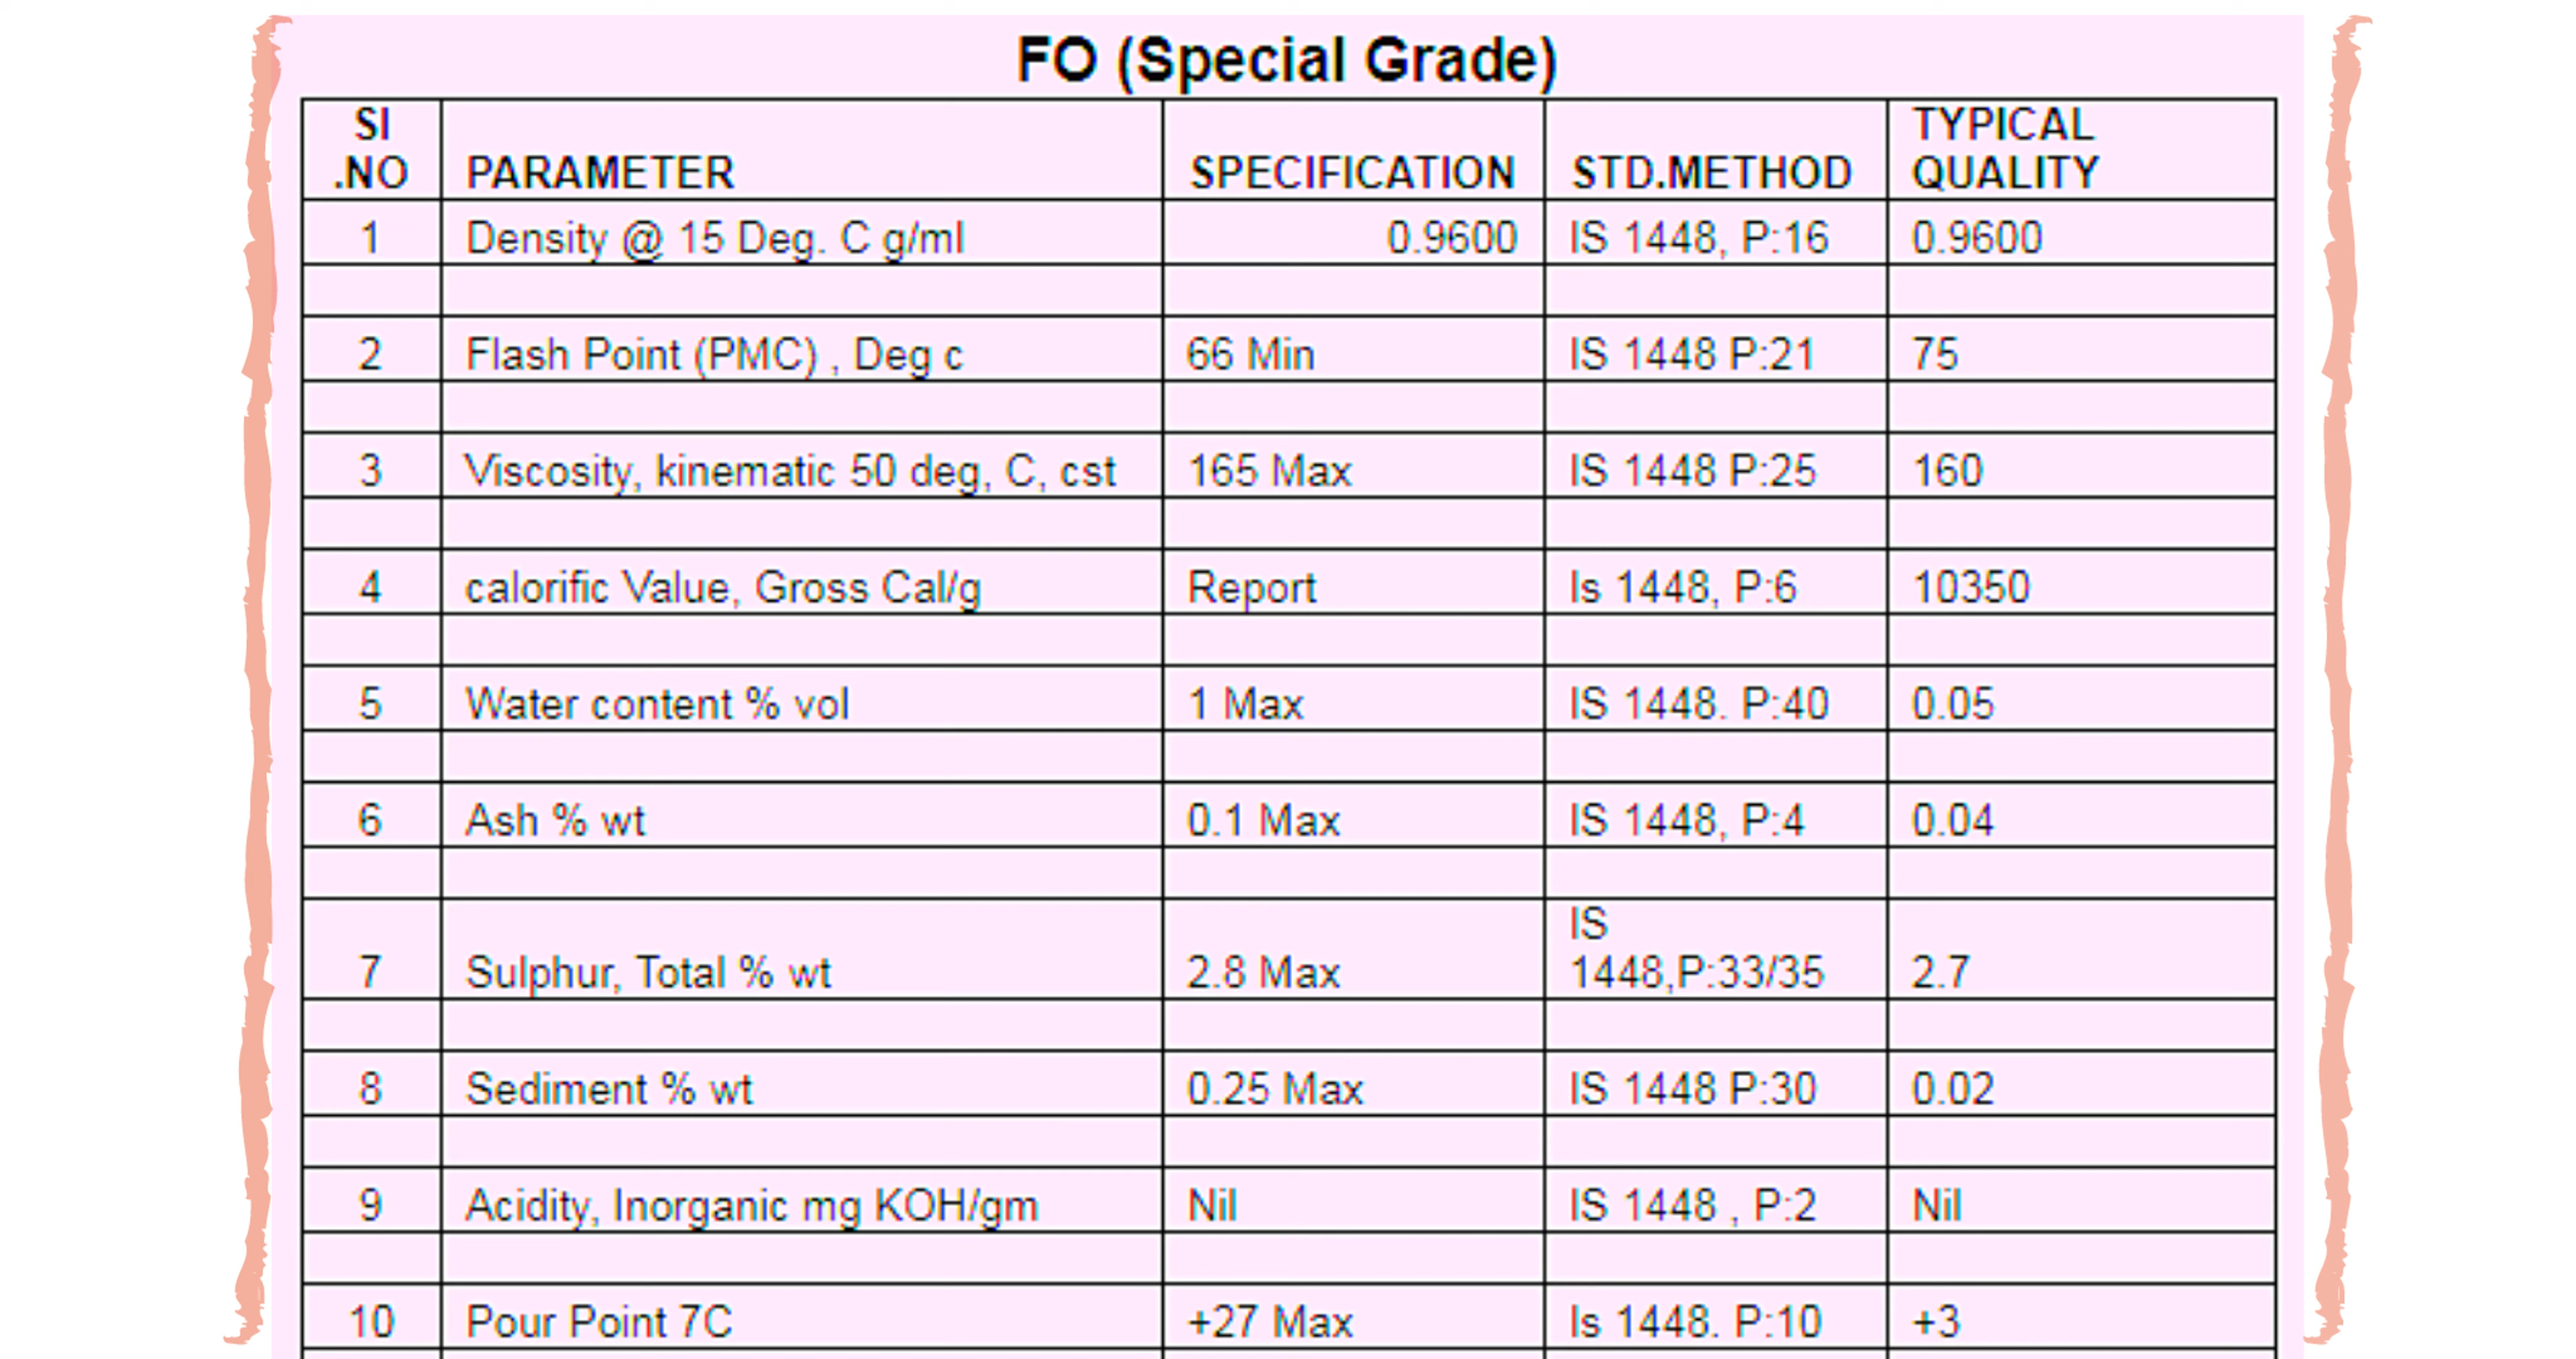 FO (Special Grade)
SI .NO PARAMETER SPECIFICATION STD.METHOD TYPICAL QUALITY
1 Density @ 15 Deg. C g/ml 0.9600 IS 1448, P:16 0.9600
2 Flash Point (PMC) , Deg c 66 Min IS 1448 P:21 75
3 Viscosity, kinematic 50 deg, C, cst 165 Max IS 1448 P:25 160
4 calorific Value, Gross Cal/g Report Is 1448, P:6 10350
5 Water content % vol 1 Max IS 1448. P:40 0.05
6 Ash % wt 0.1 Max IS 1448, P:4 0.04
7 Sulphur, Total % wt 2.8 Max IS 1448,P:33/35 2.7
8 Sediment % wt 0.25 Max IS 1448 P:30 0.02
9 Acidity, Inorganic mg KOH/gm Nil IS 1448 , P:2 Nil
10 Pour Point 7C +27 Max Is 1448. P:10 +3